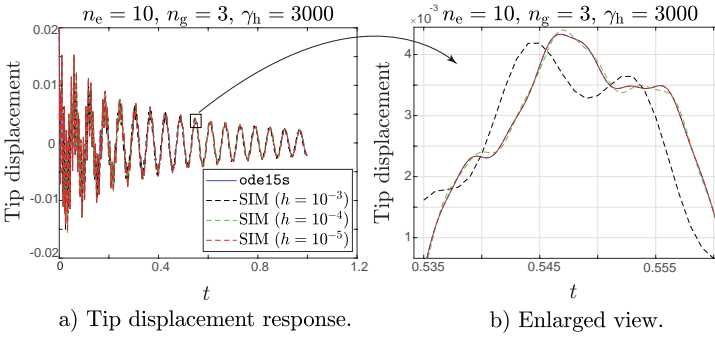 n_e = 10, n_g = 3, γ_h = 3000
0.02
0.01
0
-0.01
-0.02
0
0.4
0.8
1.2
Tip displacement
t
ode15s
SIM (h = 10^{-3})
SIM (h = 10^{-4})
SIM (h = 10^{-5})
a) Tip displacement response.
×10^{-3} n_e = 10, n_g = 3, γ_h = 3000
4
3
2
1
0.535
0.545
0.555
Tip displacement
t
b) Enlarged view.